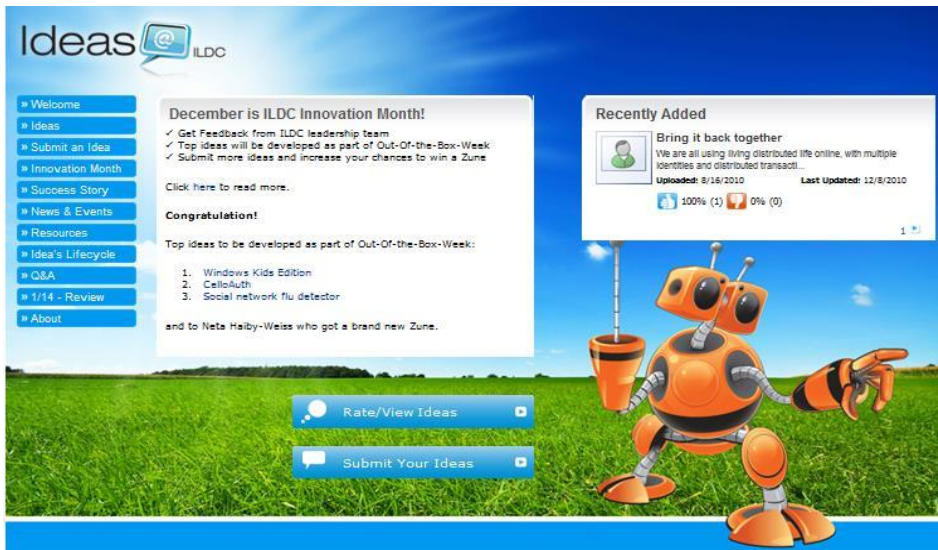 Ideas @ ILDC
» Welcome
» Ideas
» Submit an Idea
» Innovation Month
» Success Story
» News & Events
» Resources
» Idea's Lifecycle
» Q&A
» 1/14 - Review
» About
December is ILDC Innovation Month!
✓ Get Feedback from ILDC leadership team
✓ Top ideas will be developed as part of Out-Of-the-Box-Week
✓ Submit more ideas and increase your chances to win a Zune
Click here to read more.
Congratulation!
Top ideas to be developed as part of Out-Of-the-Box-Week:
1. Windows Kids Edition
2. CelloAuth
3. Social network flu detector
and to Neta Haiby-Weiss who got a brand new Zune.
Recently Added
Bring it back together
We are all using living distributed life online, with multiple
identities and distributed transacti...
Uploaded: 8/16/2010 Last Updated: 12/8/2010
100% (1) 0% (0)
1
Rate/View Ideas
Submit Your Ideas